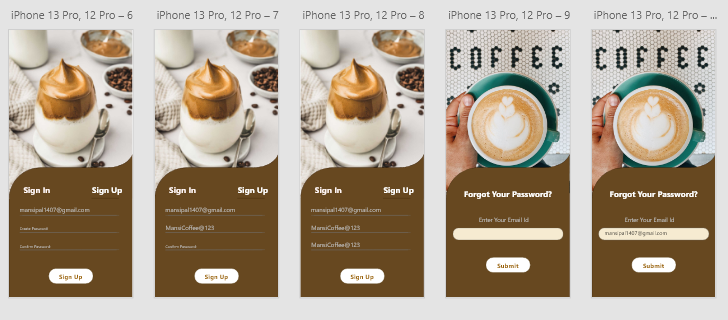 iPhone 13 Pro, 12 Pro – 6
iPhone 13 Pro, 12 Pro – 7
iPhone 13 Pro, 12 Pro – 8
iPhone 13 Pro, 12 Pro – 9
iPhone 13 Pro, 12 Pro – ...
Sign In Sign Up
mansipal1407@gmail.com
Create Password
Confirm Password
Sign Up
Sign In Sign Up
mansipal1407@gmail.com
MansiCoffee@123
Confirm Password
Sign Up
Sign In Sign Up
mansipal1407@gmail.com
MansiCoffee@123
MansiCoffee@123
Sign Up
COFFEE
Forgot Your Password?
Enter Your Email Id
Submit
COFFEE
Forgot Your Password?
Enter Your Email Id
mansipal1407@gmail.com
Submit